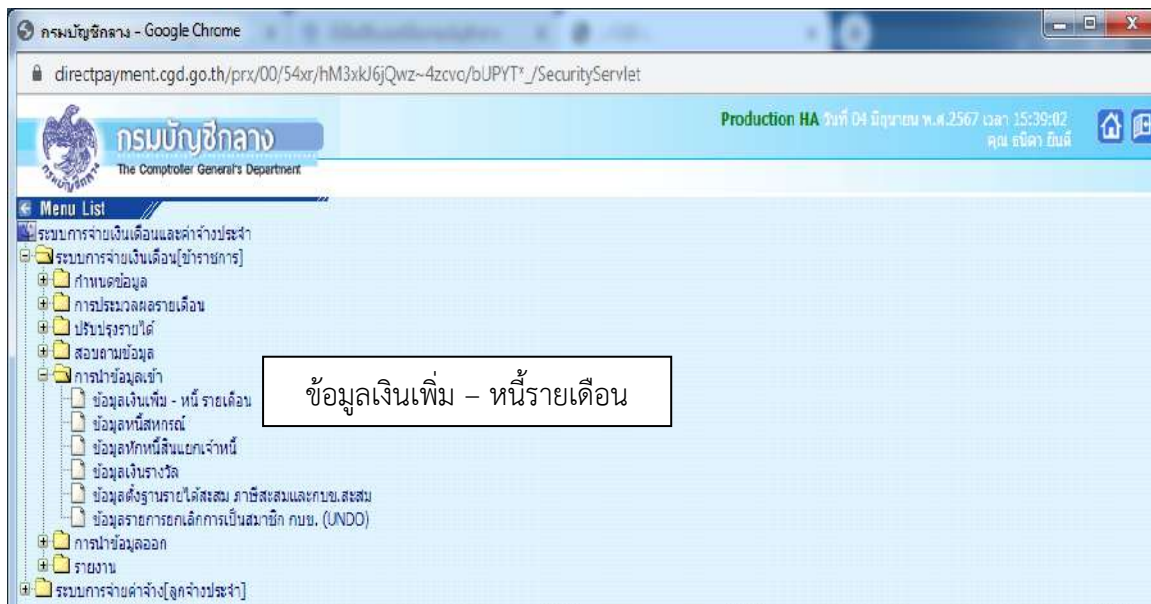 กรมบัญชีกลาง - Google Chrome
directpayment.cgd.go.th/prx/00/54xr/hM3xkJ6jQwz~4zcvo/bUPYT*_/SecurityServlet
Production HA วันที่ 04 มิถุนายน พ.ศ.2567 เวลา 15:39:02
คุณ ธนิดา ยินดี
กรมบัญชีกลาง
The Comptroller General's Department
กรมบัญชีกลาง
Menu List
ระบบการจ่ายเงินเดือนและค่าจ้างประจำ
ระบบการจ่ายเงินเดือน[ข้าราชการ]
กำหนดข้อมูล
การประมวลผลรายเดือน
ปรับปรุงรายได้
สอบถามข้อมูล
การนำข้อมูลเข้า
ข้อมูลเงินเพิ่ม - หนี้ รายเดือน
ข้อมูลเงินเพิ่ม – หนี้รายเดือน
ข้อมูลหนี้สหกรณ์
ข้อมูลหักหนี้สินแยกเจ้าหนี้
ข้อมูลเงินรางวัล
ข้อมูลตั้งฐานรายได้สะสม ภาษีสะสมและกบข.สะสม
ข้อมูลรายการยกเลิกการเป็นสมาชิก กบข. (UNDO)
การนำข้อมูลออก
รายงาน
ระบบการจ่ายค่าจ้าง[ลูกจ้างประจำ]